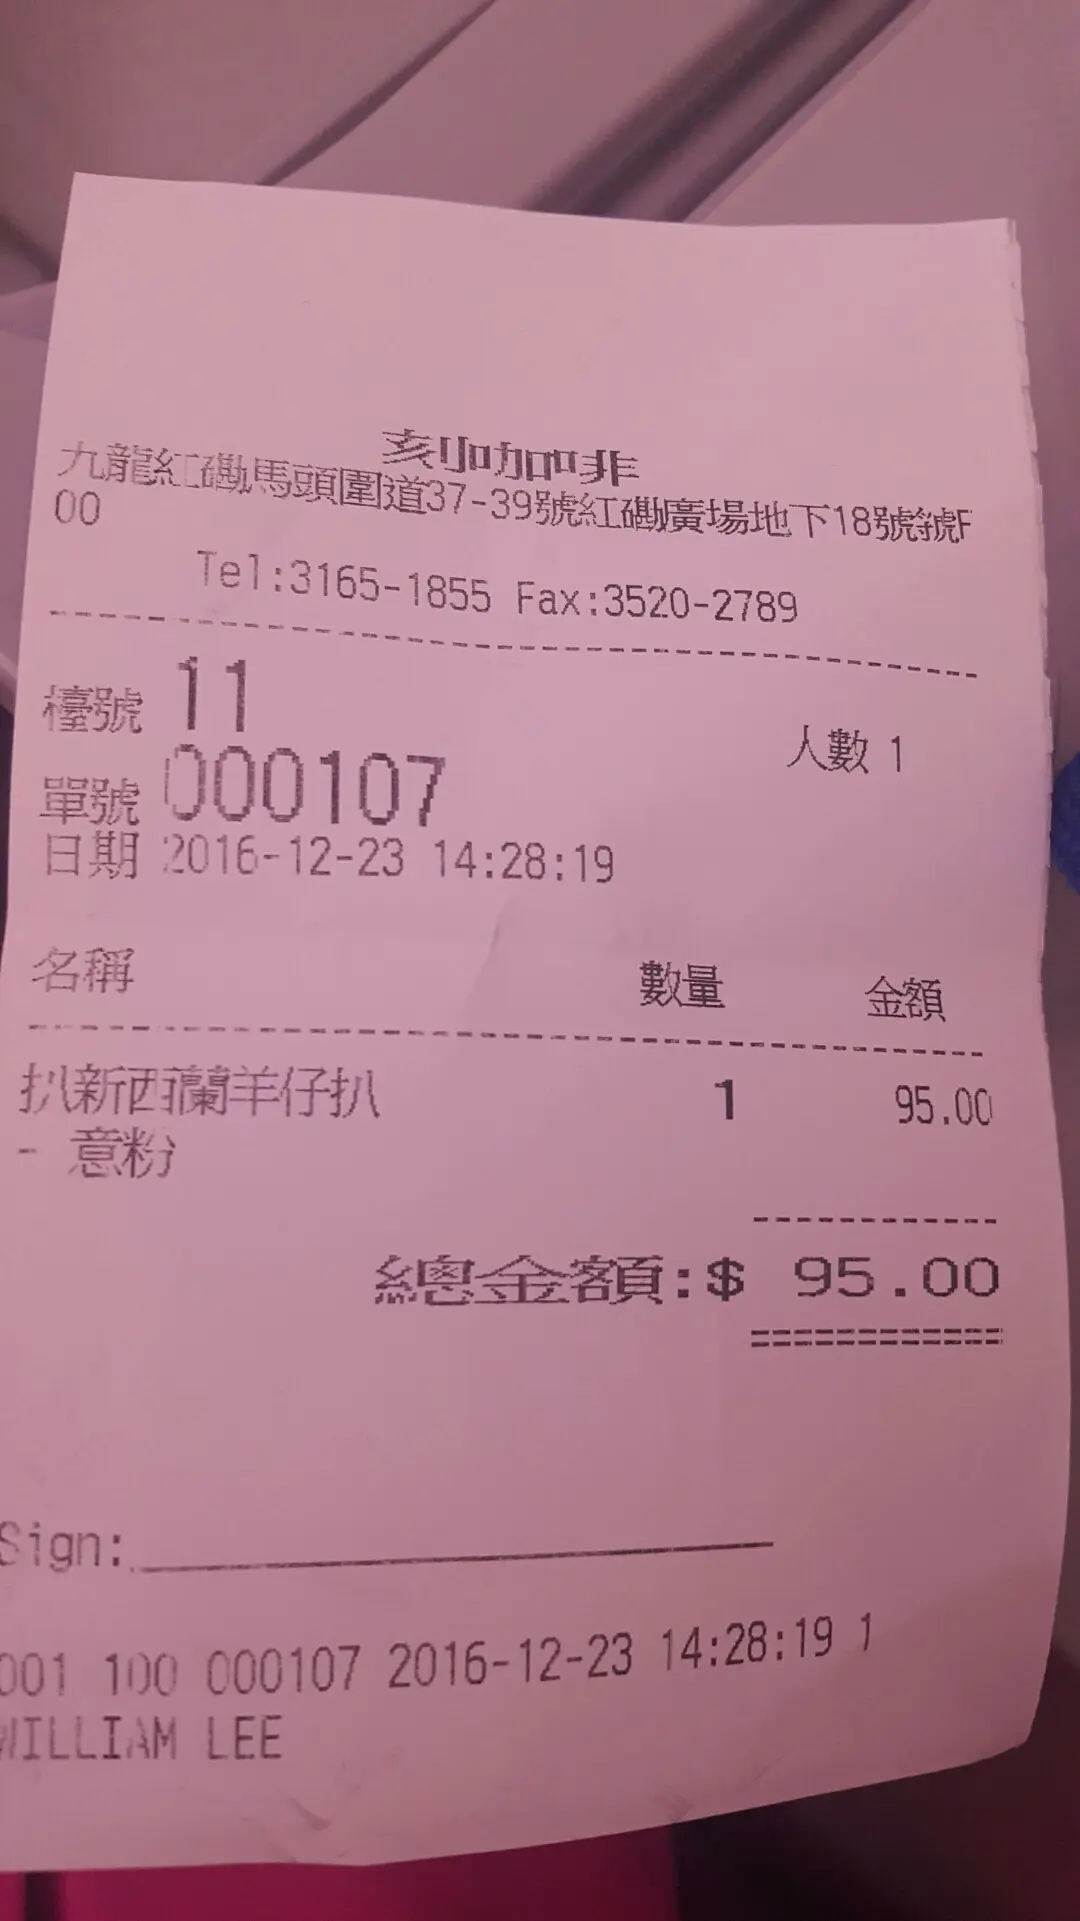 刻咖啡
九龍紅磡馬頭圍道37-39號紅磡廣場地下18號號F
00
Tel:3165-1855 Fax:3520-2789
檯號 11 人數 1
單號 000107
日期 2016-12-23 14:28:19
名稱 數量 金額
扒新西蘭羊仔扒 1 95.00
- 意粉
總金額:$ 95.00
Sign:
001 100 000107 2016-12-23 14:28:19 1
WILLIAM LEE